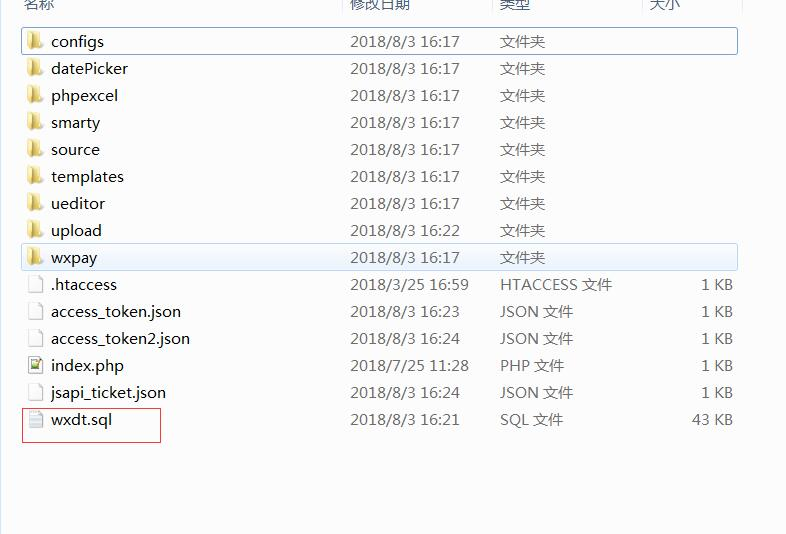 名称 修改日期 类型 大小
configs 2018/8/3 16:17 文件夹
datePicker 2018/8/3 16:17 文件夹
phpexcel 2018/8/3 16:17 文件夹
smarty 2018/8/3 16:17 文件夹
source 2018/8/3 16:17 文件夹
templates 2018/8/3 16:17 文件夹
ueditor 2018/8/3 16:17 文件夹
upload 2018/8/3 16:22 文件夹
wxpay 2018/8/3 16:17 文件夹
.htaccess 2018/3/25 16:59 HTACCESS 文件 1 KB
access_token.json 2018/8/3 16:23 JSON 文件 1 KB
access_token2.json 2018/8/3 16:24 JSON 文件 1 KB
index.php 2018/7/25 11:28 PHP 文件 1 KB
jsapi_ticket.json 2018/8/3 16:24 JSON 文件 1 KB
wxdt.sql 2018/8/3 16:21 SQL 文件 43 KB